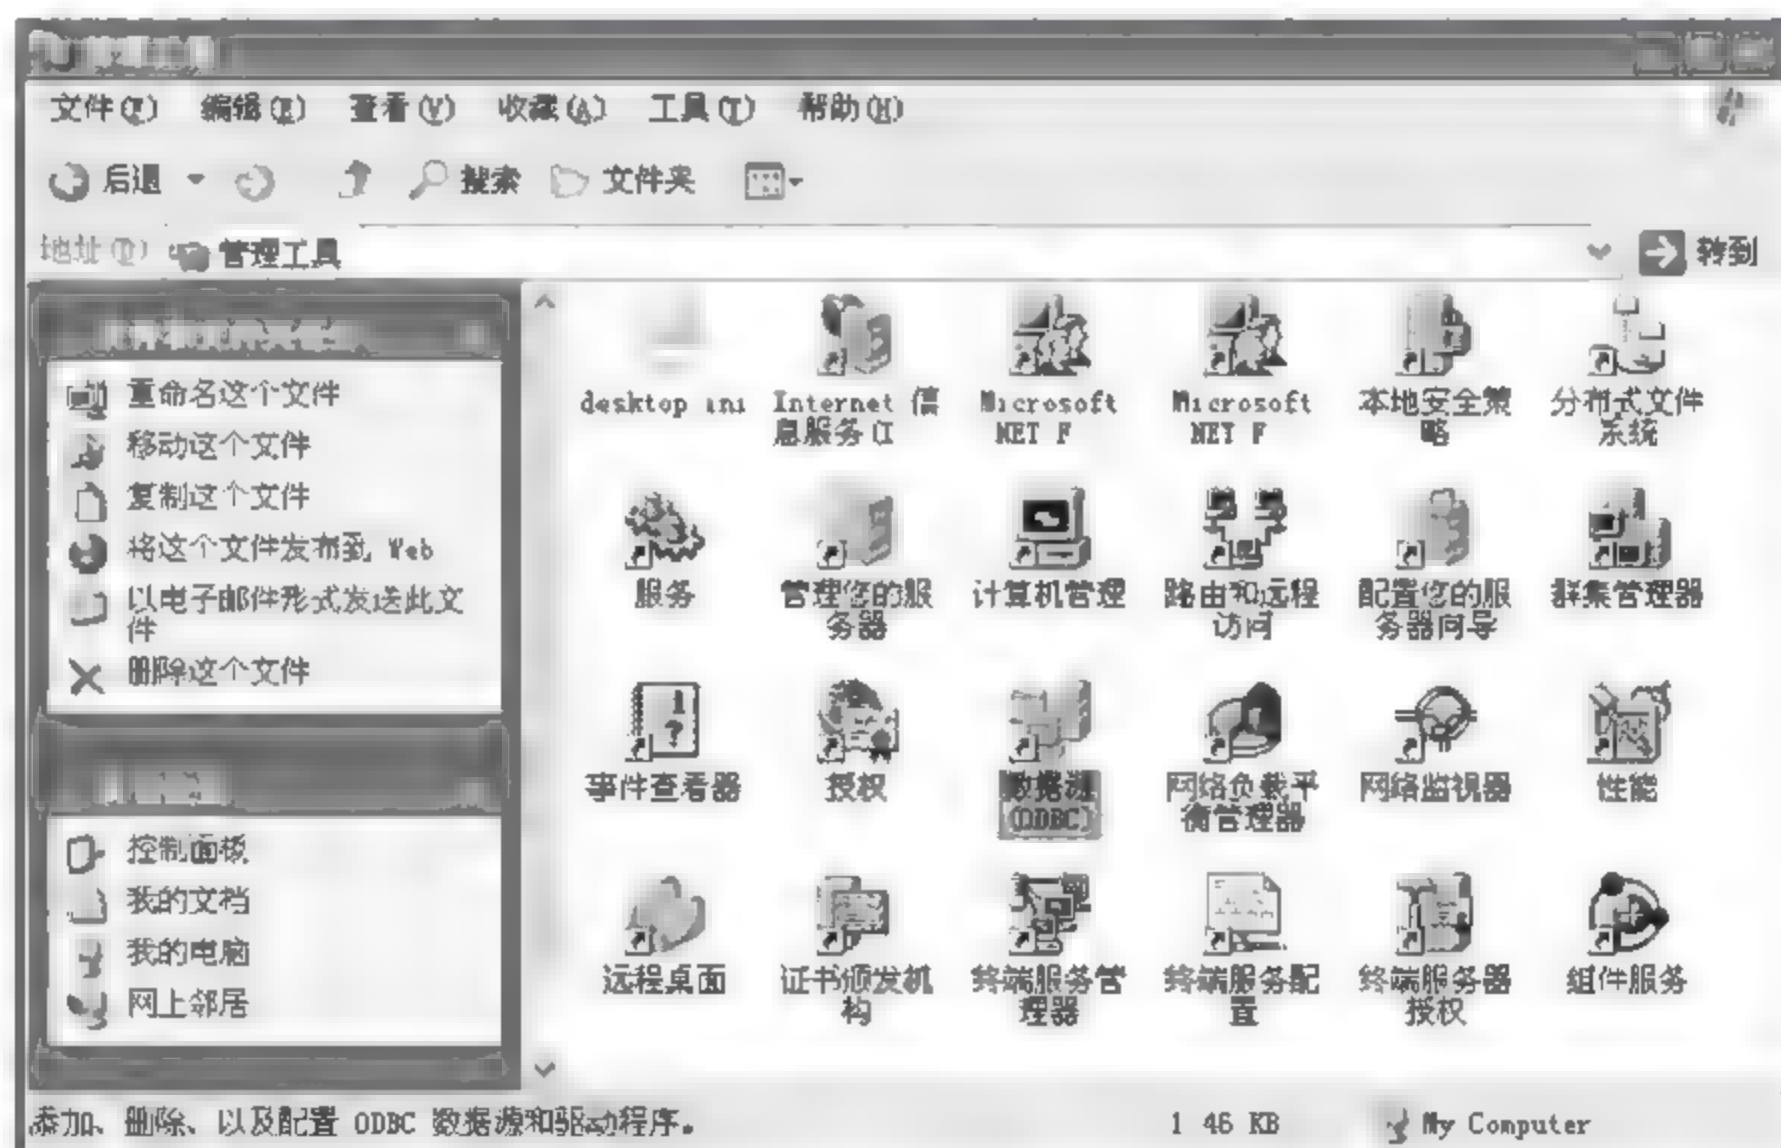 文件(F) 编辑(E) 查看(V) 收藏(A) 工具(T) 帮助(H)
后退 搜索 文件夹
地址(D) 管理工具 转到
重命名这个文件
移动这个文件
复制这个文件
将这个文件发布到 Web
以电子邮件形式发送此文
件
删除这个文件
控制面板
我的文档
我的电脑
网上邻居
desktop ini Internet 信 Microsoft Microsoft 本地安全策 分布式文件
息服务(I NET F NET F 略 系统
服务 管理您的服 计算机管理 路由和远程 配置您的服 群集管理器
务器 访问 务器向导
事件查看器 授权 数据源 网络负载平 网络监视器 性能
(ODBC) 衡管理器
远程桌面 证书颁发机 终端服务管 终端服务配 终端服务器 组件服务
构 理器 置 授权
添加、删除、以及配置 ODBC 数据源和驱动程序。 1 46 KB My Computer